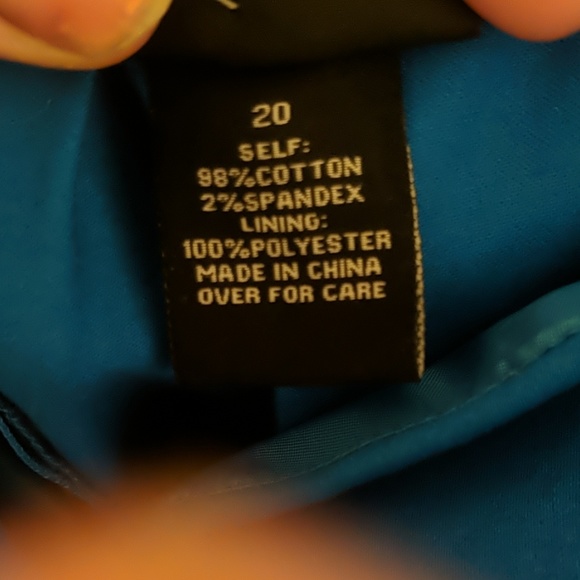 20
SELF:
98%COTTON
2%SPANDEX
LINING:
100%POLYESTER
MADE IN CHINA
OVER FOR CARE